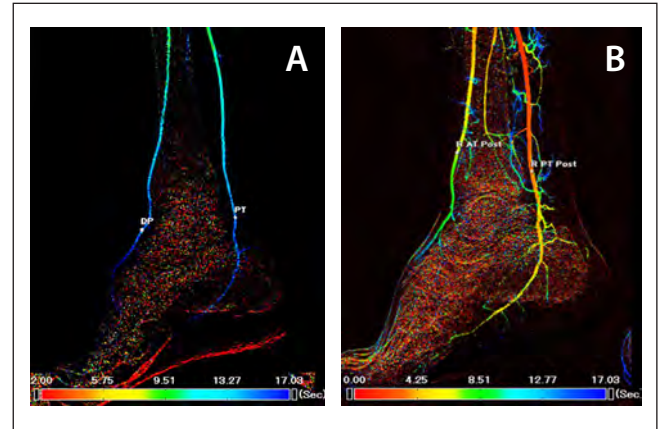 A
DP
PT
2.00 5.75 9.51 13.27 17.03
(Sec)
B
R AT Post
R PT Post
0.00 4.25 8.51 12.77 17.03
(Sec)